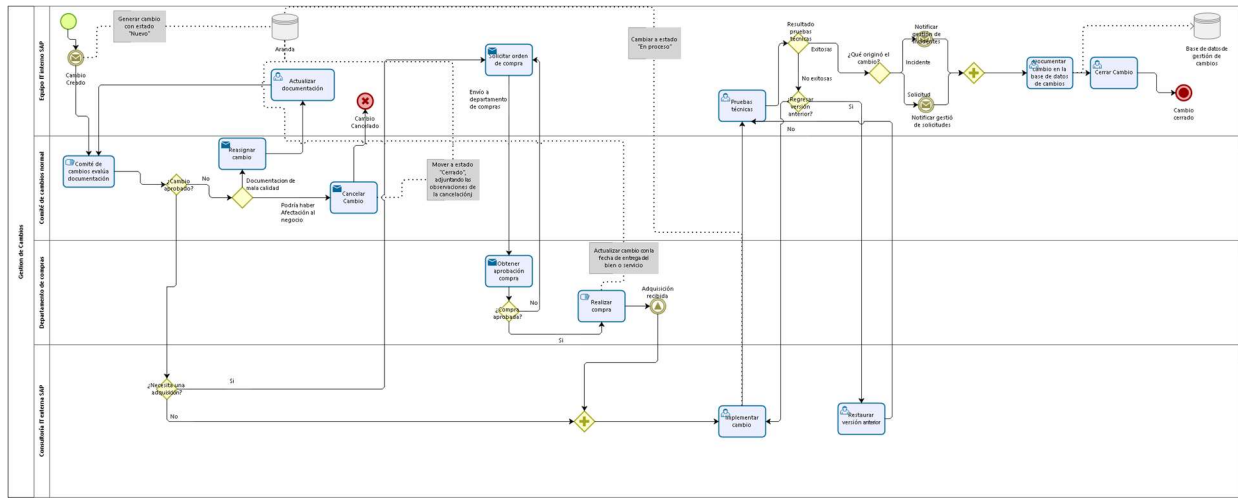 Gestion de Cambios
Equipo IT Interno SAP
Generar cambio
con estado
"Nuevo"
Aranda
Cambio
Creado
Actualizar
documentación
Cambio
Cancelado
Solicitar orden
de compra
Envío a
departamento
de compras
Cambiar a estado
"En proceso"
Resultado
pruebas
técnicas
Exitoras
No exitosas
Pruebas
técnicas
¿Regresar
versión
anterior?
Si
No
¿Qué originó el
cambio?
Incidente
Solicitud
Notificar
gestión de
incidentes
Notificar gestió
de solicitudes
Documentar
cambio en la
base de datos
de cambios
Cerrar Cambio
Base de datos de
gestión de
cambios
Cambio
cerrado
Comité de cambios normal
Comité de
cambios evalúa
documentación
¿Cambio
aprobado?
No
Reasignar
cambio
Documentacion de
mala calidad
Podría haber
Afectación al
negocio
Cancelar
Cambio
Mover a estado
"Cerrado",
adjuntando las
observaciones de
la cancelaciónj
Departamento de compras
Obtener
aprobación
compra
¿Compra
aprobada?
No
Si
Actualizar cambio con la
fecha de entrega del
bien o servicio
Realizar
compra
Adquisición
recibida
Consultoría IT externa SAP
¿Necesita una
adquisión?
Si
No
Implementar
cambio
Restaurar
versión anterior